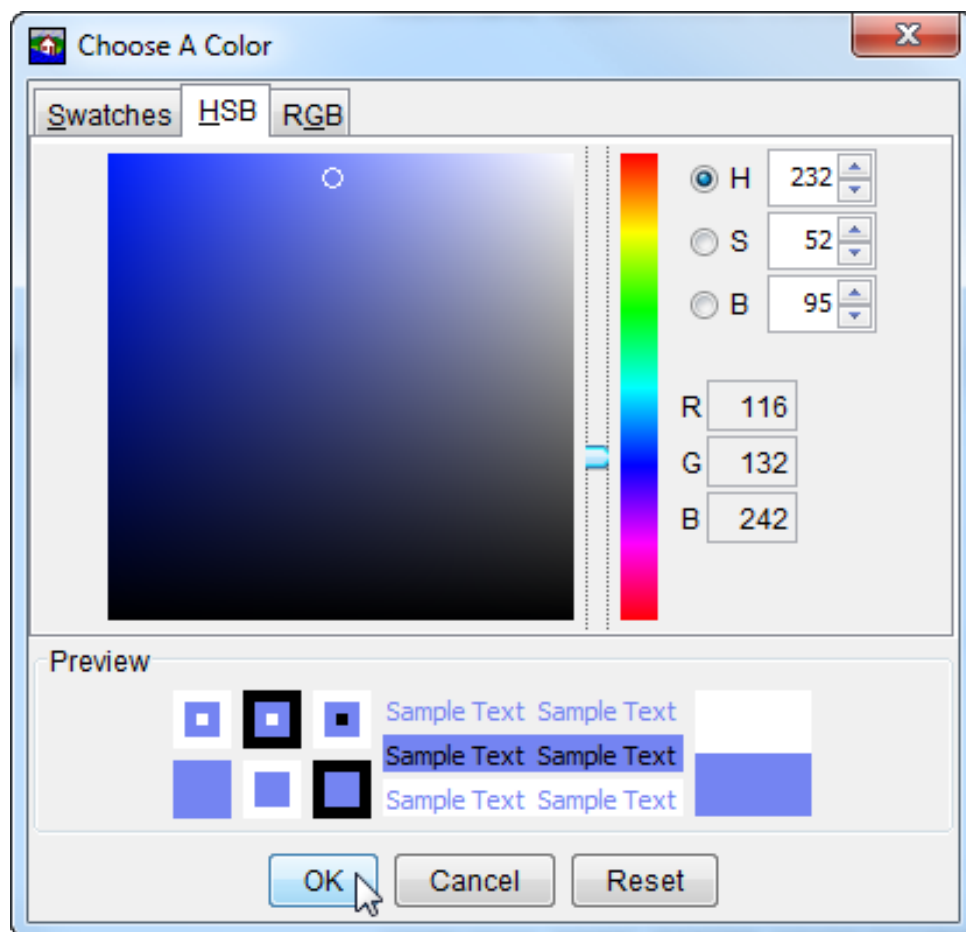 Choose A Color
Swatches HSB RGB
H 232
S 52
B 95
R 116
G 132
B 242
Preview
Sample Text Sample Text
Sample Text Sample Text
Sample Text Sample Text
OK Cancel Reset